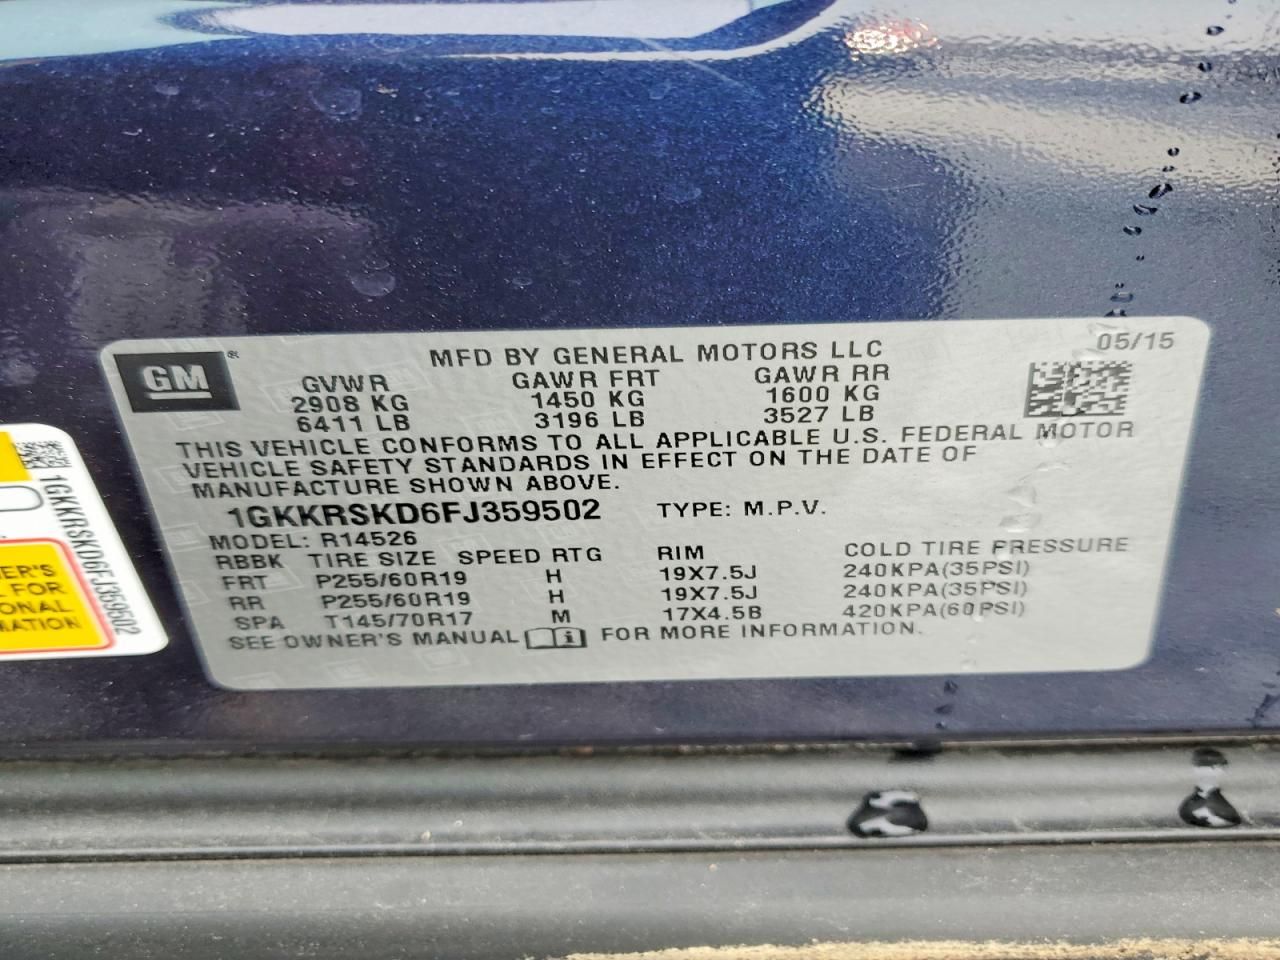 MFD BY GENERAL MOTORS LLC
05/15
GM
®
GVWR GAWR FRT GAWR RR
2908 KG 1450 KG 1600 KG
6411 LB 3196 LB 3527 LB
THIS VEHICLE CONFORMS TO ALL APPLICABLE U.S. FEDERAL MOTOR
VEHICLE SAFETY STANDARDS IN EFFECT ON THE DATE OF
MANUFACTURE SHOWN ABOVE.
1GKKRSKD6FJ359502 TYPE: M.P.V.
MODEL: R14526
RBBK TIRE SIZE SPEED RTG RIM COLD TIRE PRESSURE
FRT P255/60R19 H 19X7.5J 240KPA(35PSI)
RR P255/60R19 H 19X7.5J 240KPA(35PSI)
SPA T145/70R17 M 17X4.5B 420KPA(60PSI)
SEE OWNER'S MANUAL FOR MORE INFORMATION.
1GKKRSKD6FJ359502
ER'S
L FOR
ONAL
MATION